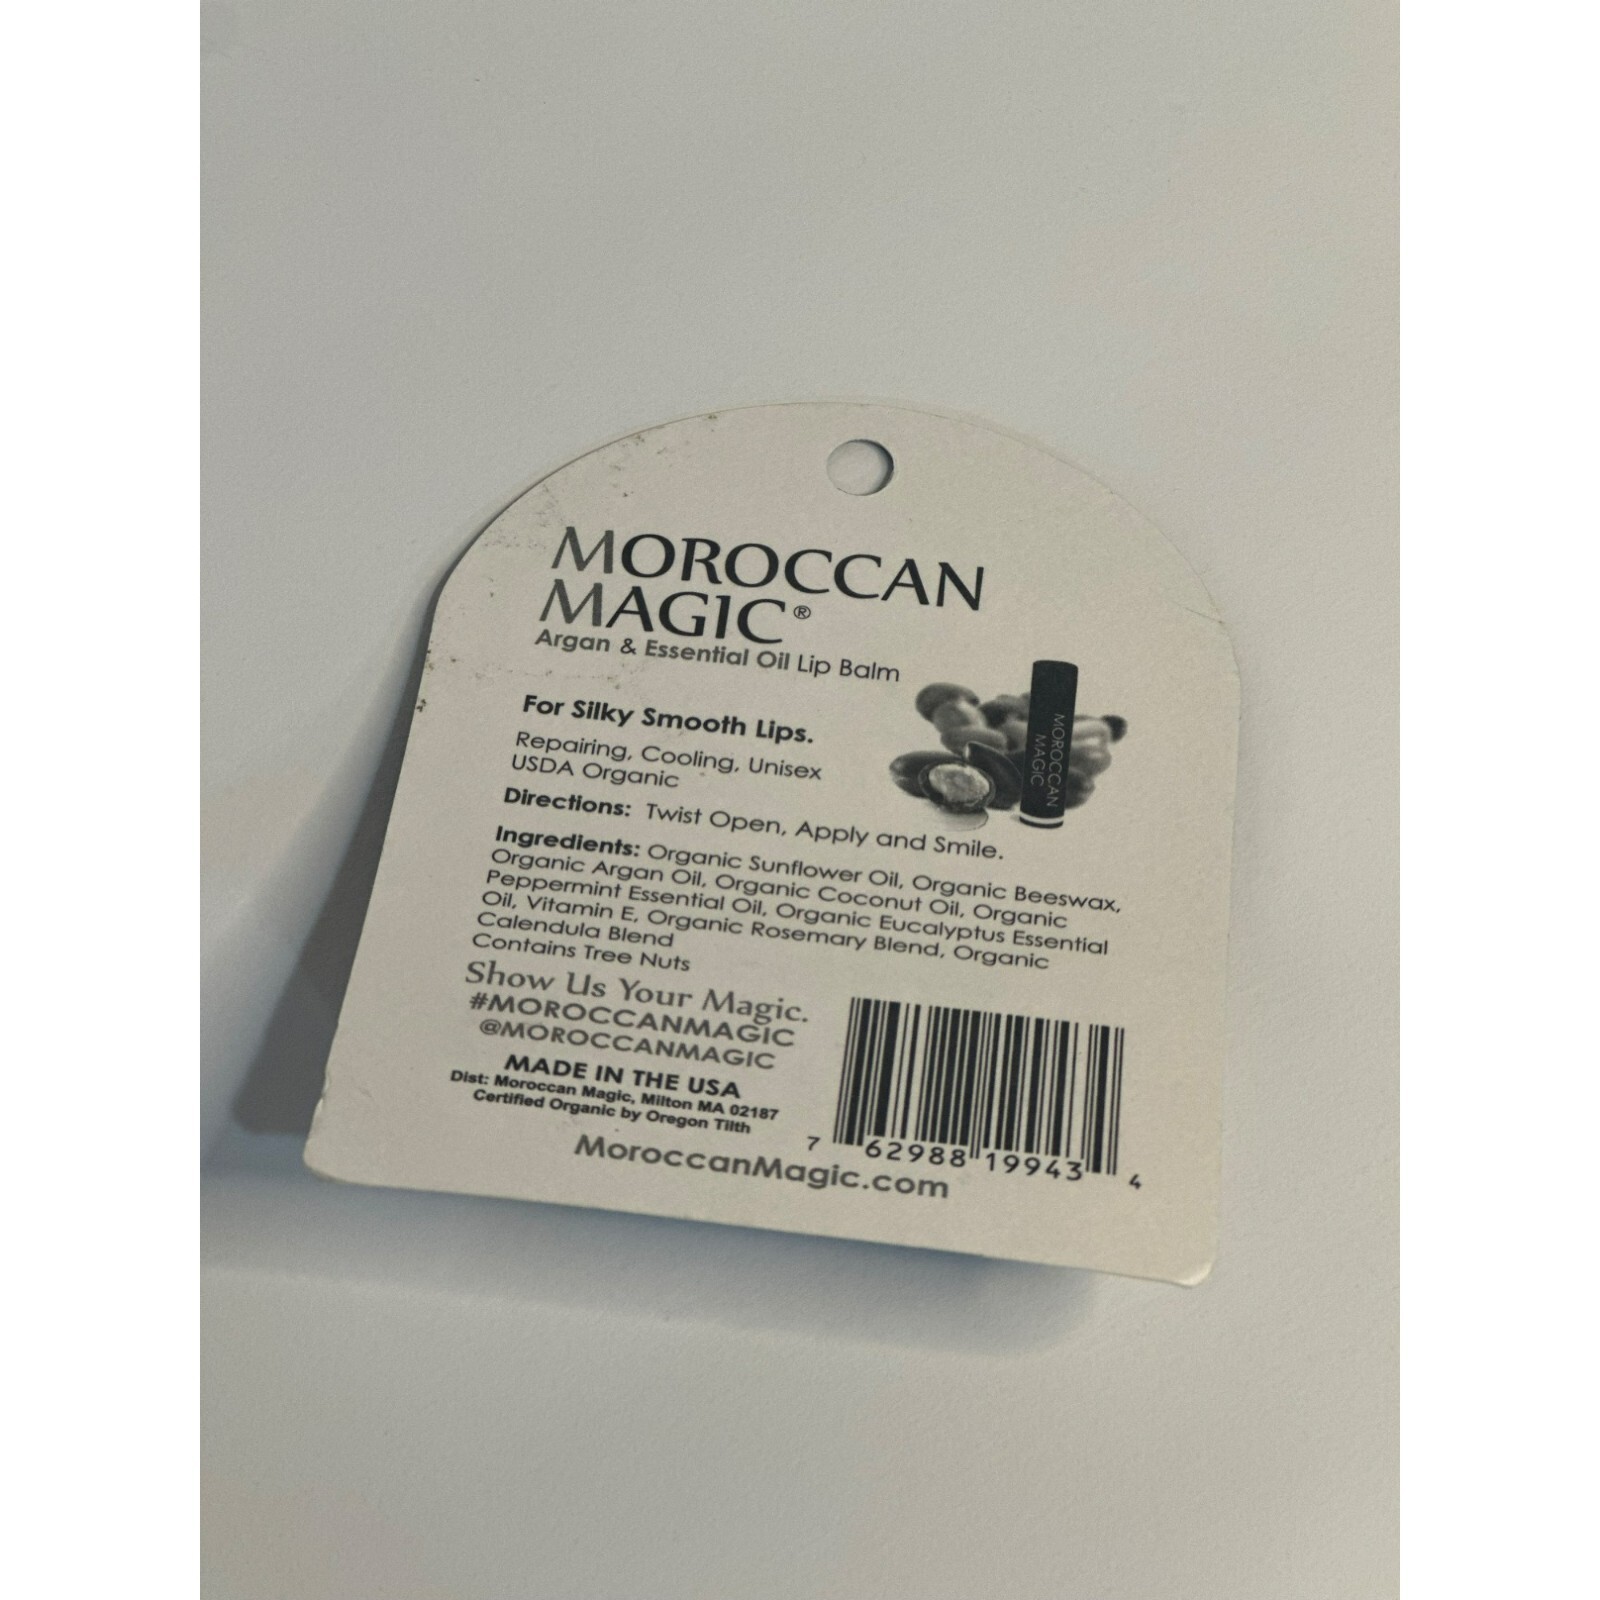 MOROCCAN
MAGIC®
Argan & Essential Oil Lip Balm
For Silky Smooth Lips.
Repairing, Cooling, Unisex
USDA Organic
MOROCCAN
MAGIC
Directions: Twist Open, Apply and Smile.
Ingredients: Organic Sunflower Oil, Organic Beeswax,
Organic Argan Oil, Organic Coconut Oil, Organic
Peppermint Essential Oil, Organic Eucalyptus Essential
Oil, Vitamin E, Organic Rosemary Blend, Organic
Calendula Blend
Contains Tree Nuts
Show Us Your Magic.
#MOROCCANMAGIC
@MOROCCANMAGIC
MADE IN THE USA
Dist: Moroccan Magic, Milton MA 02187
Certified Organic by Oregon Tilth
MoroccanMagic.com
7 62988 19943 4